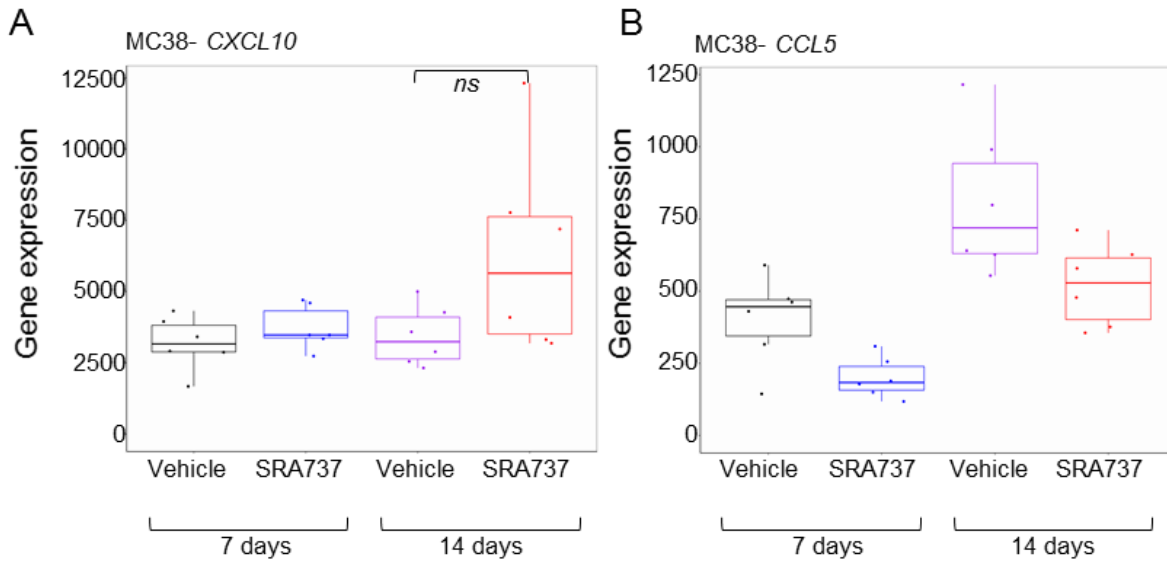 A
MC38- CXCL10
Gene expression
12500
10000
7500
5000
2500
0
ns
Vehicle SRA737 Vehicle SRA737
7 days 14 days
B
MC38- CCL5
Gene expression
1250
1000
750
500
250
0
Vehicle SRA737 Vehicle SRA737
7 days 14 days